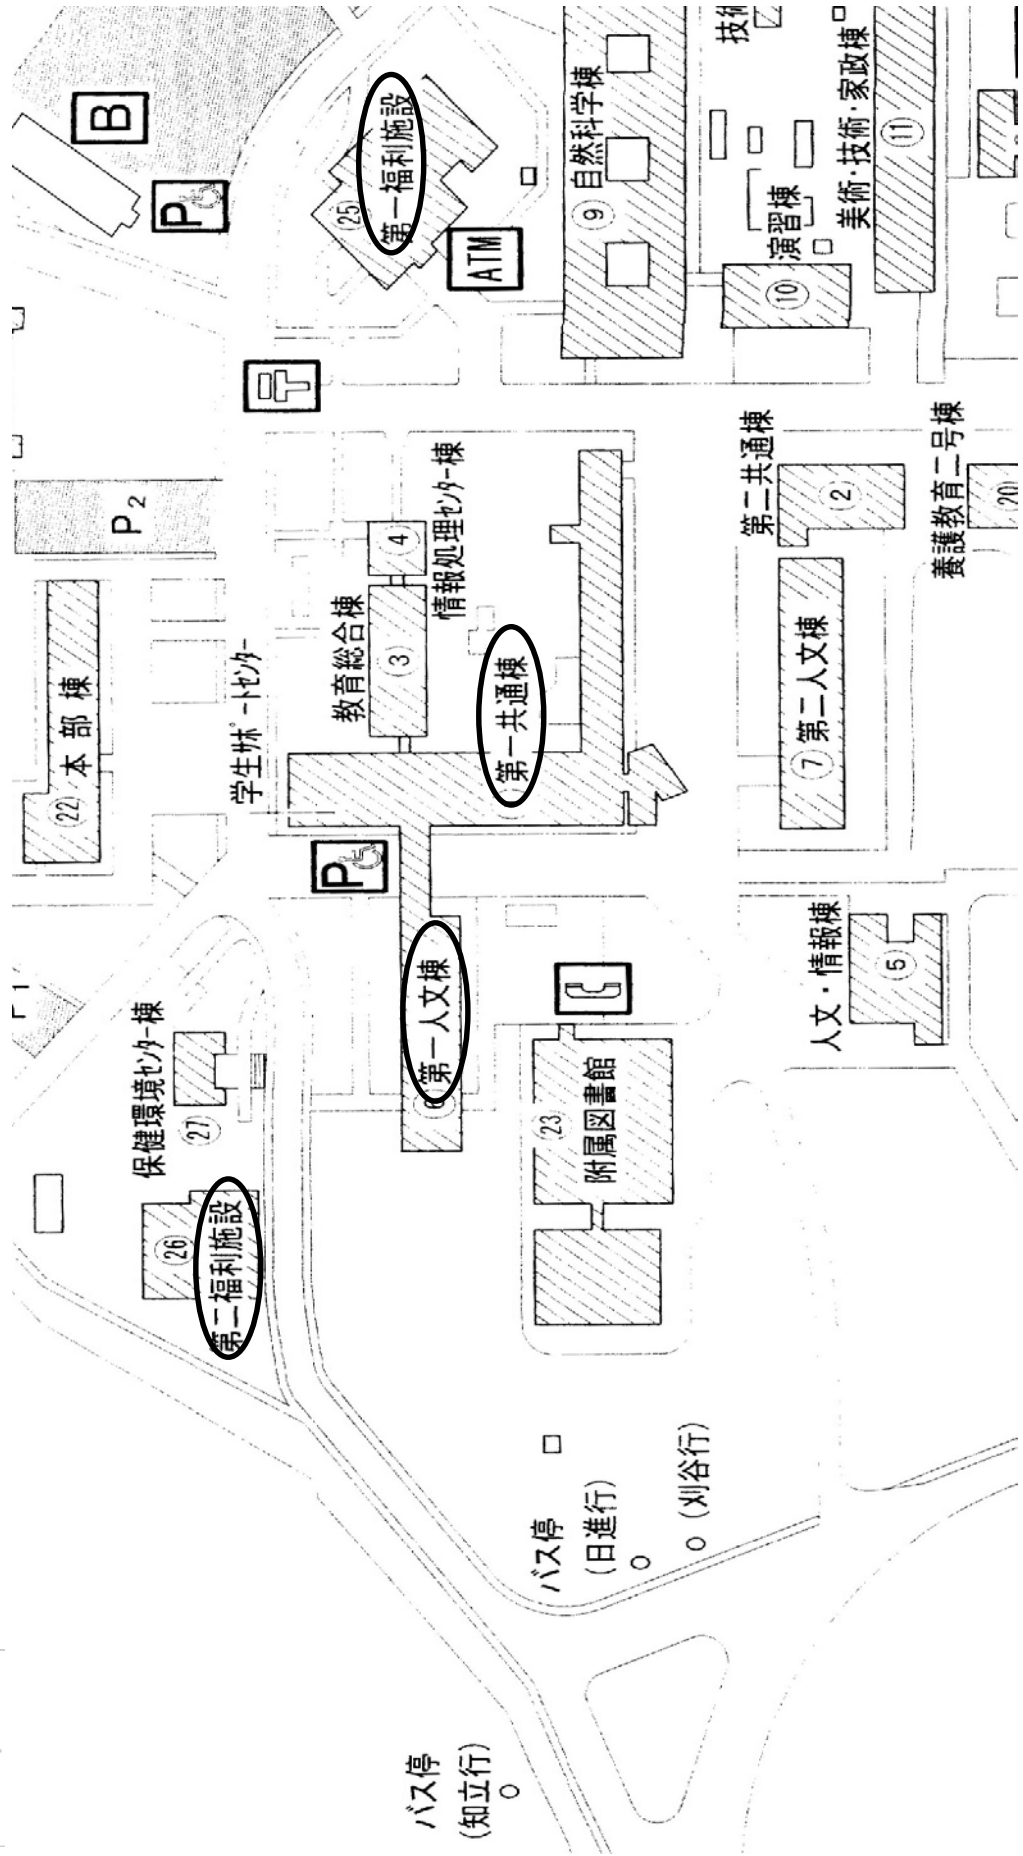 B
P
25
第一福利施設
ATM
9
自然科学棟
技術
演習棟
10
美術・技術・家政棟
11
P2
22
本部棟
学生サポートセンター
教育総合棟
3
4
情報処理センター棟
第一共通棟
第二共通棟
2
養護教育二号棟
20
7
第二人文棟
P
P1
保健環境センター棟
27
26
第二福利施設
6
第一人文棟
23
附属図書館
人文・情報棟
5
バス停
(日進行)
(刈谷行)
バス停
(知立行)